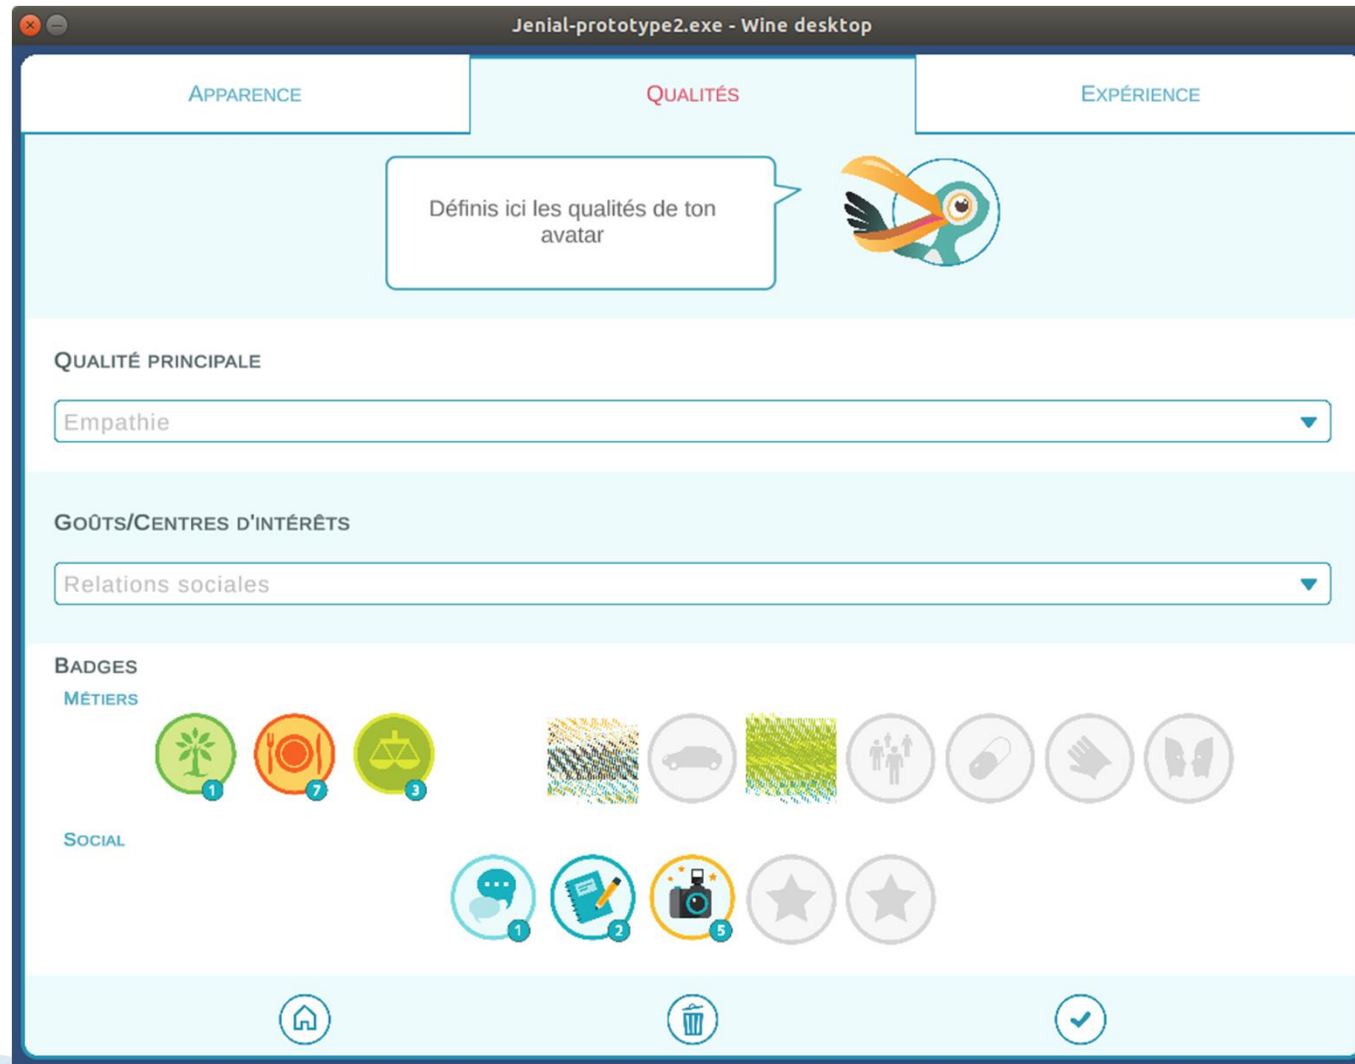 Jenial-prototype2.exe - Wine desktop
APPARENCE
QUALITÉS
EXPÉRIENCE
Définis ici les qualités de ton
avatar
QUALITÉ PRINCIPALE
Empathie
GOÛTS/CENTRES D'INTÉRÊTS
Relations sociales
BADGES
MÉTIERS
1
7
3
SOCIAL
1
2
5